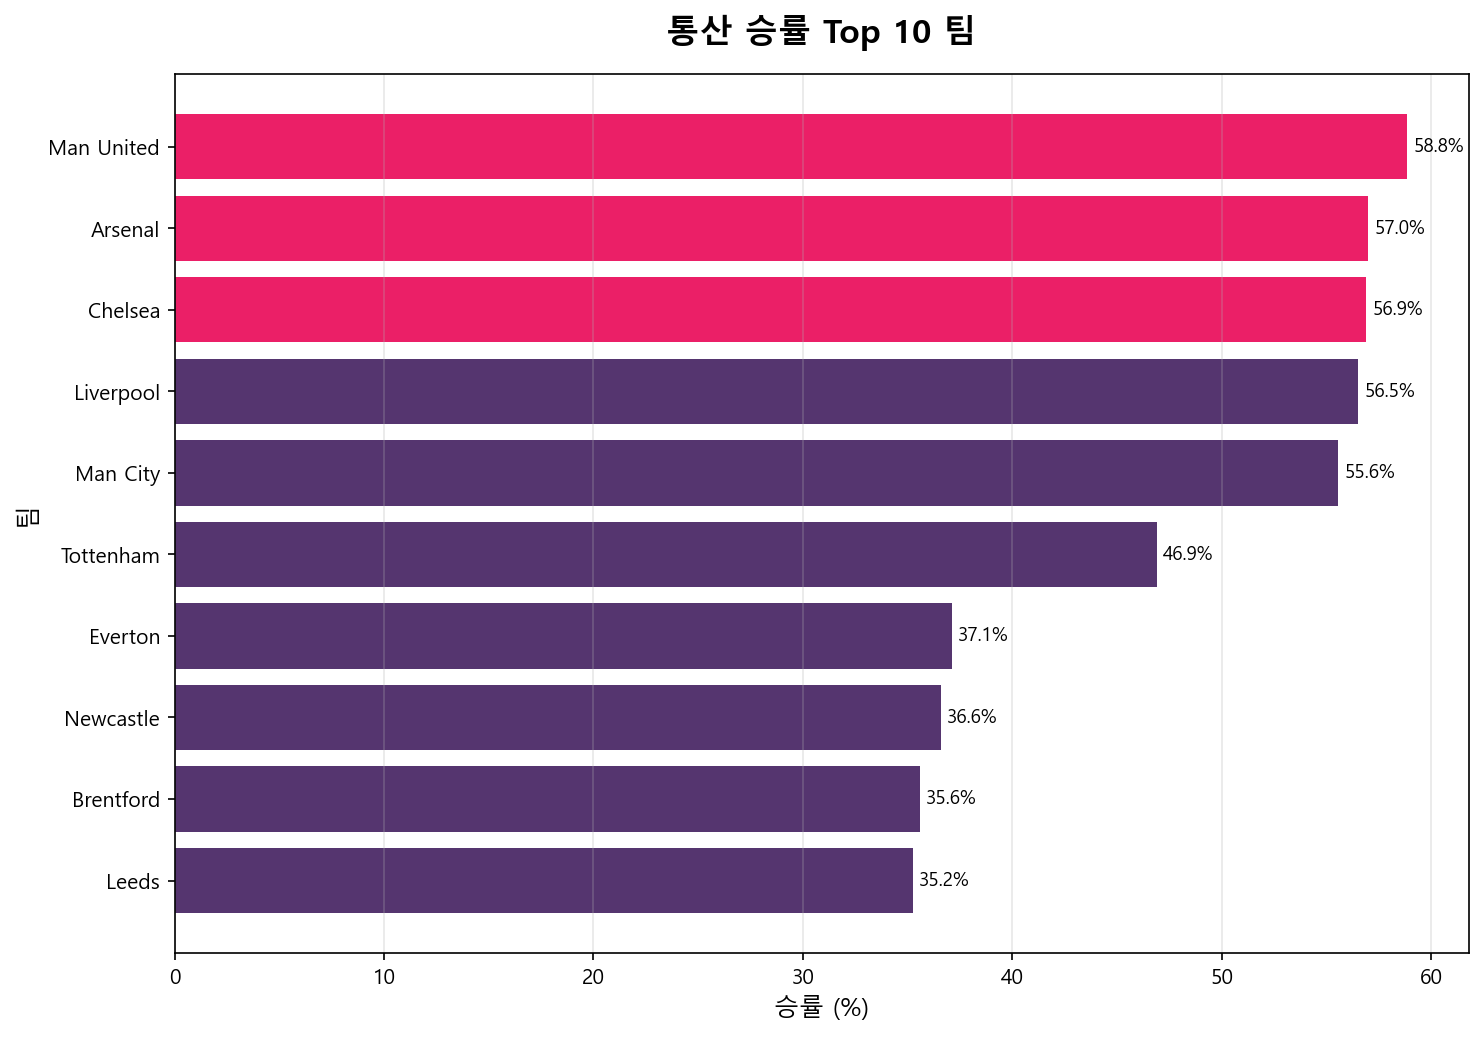 통산 승률 Top 10 팀
Man United 58.8%
Arsenal 57.0%
Chelsea 56.9%
Liverpool 56.5%
Man City 55.6%
팀
Tottenham 46.9%
Everton 37.1%
Newcastle 36.6%
Brentford 35.6%
Leeds 35.2%
0 10 20 30 40 50 60
승률 (%)